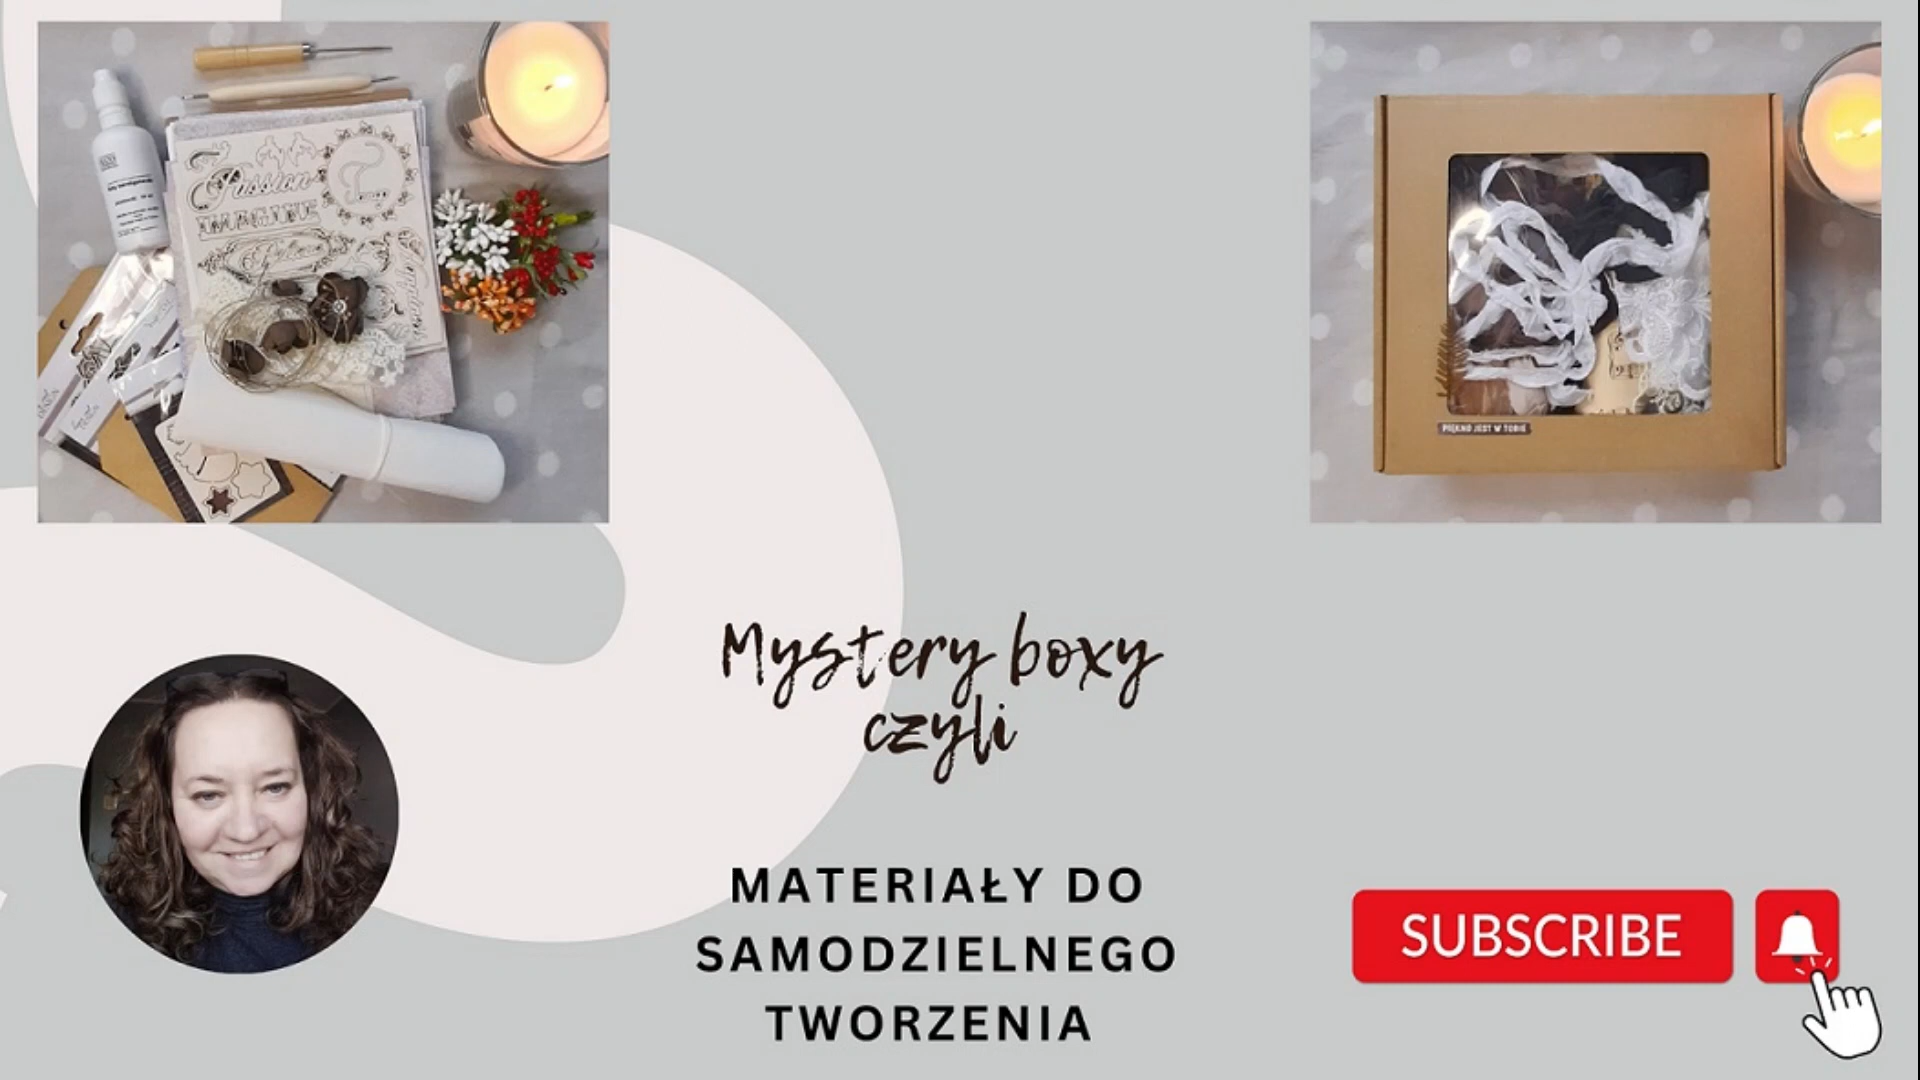 Passion
IMAGINE
PIĘKNO JEST W TOBIE
Mystery boxy
czyli
MATERIAŁY DO
SAMODZIELNEGO
TWORZENIA
SUBSCRIBE